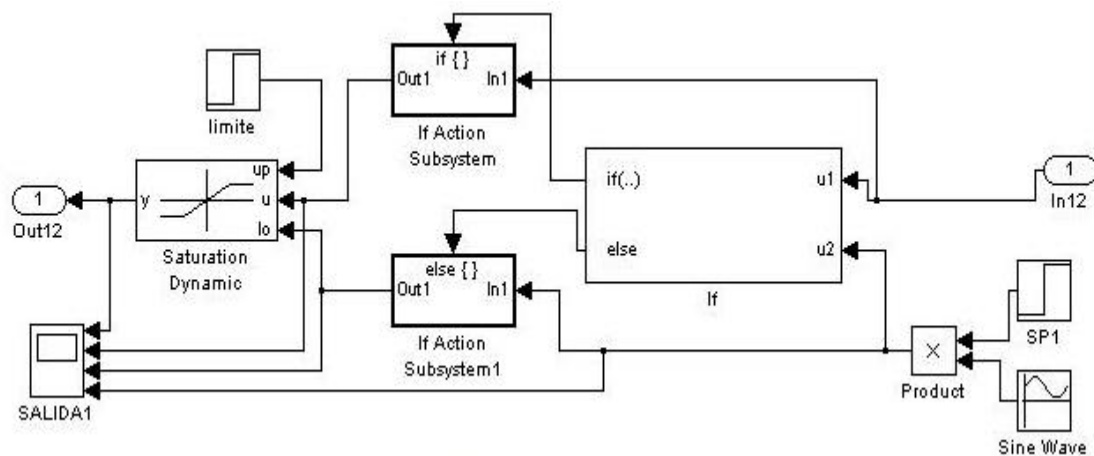 if { }
Out1
In1
If Action
Subsystem
limite
up
y
u
lo
Saturation
Dynamic
1
Out12
if(..)
else
u1
u2
If
1
In12
else { }
Out1
In1
If Action
Subsystem1
SP1
×
Product
Sine Wave
SALIDA1